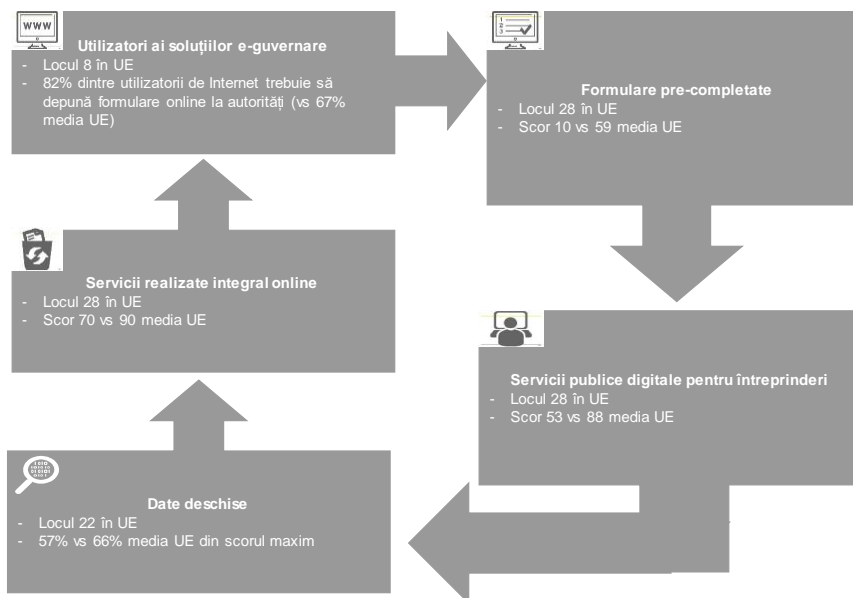 WWW
Utilizatori ai soluțiilor e-guvernare
- Locul 8 în UE
- 82% dintre utilizatorii de Internet trebuie să
depună formulare online la autorități (vs 67%
media UE)
1
2
3
Formulare pre-completate
- Locul 28 în UE
- Scor 10 vs 59 media UE
Servicii realizate integral online
- Locul 28 în UE
- Scor 70 vs 90 media UE
Servicii publice digitale pentru întreprinderi
- Locul 28 în UE
- Scor 53 vs 88 media UE
Date deschise
- Locul 22 în UE
- 57% vs 66% media UE din scorul maxim